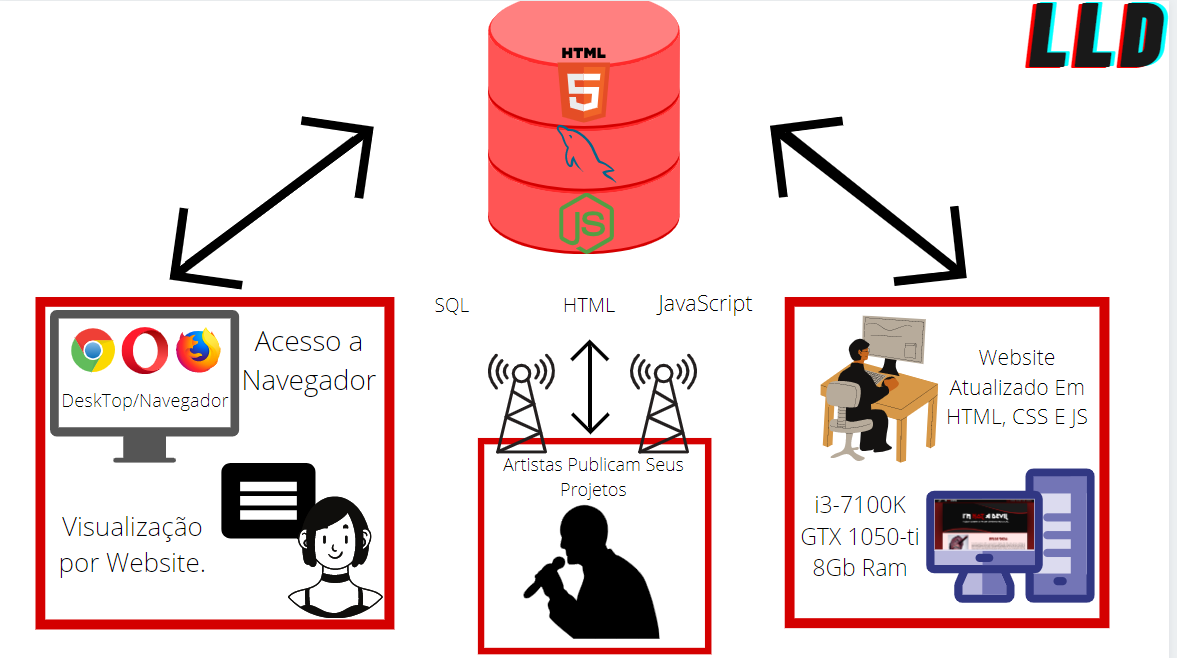 LLD
HTML
5
JS
SQL
HTML
JavaScript
Acesso a
Navegador
DeskTop/Navegador
Visualização
por Website.
Artistas Publicam Seus
Projetos
Website
Atualizado Em
HTML, CSS E JS
i3-7100K
GTX 1050-ti
8Gb Ram